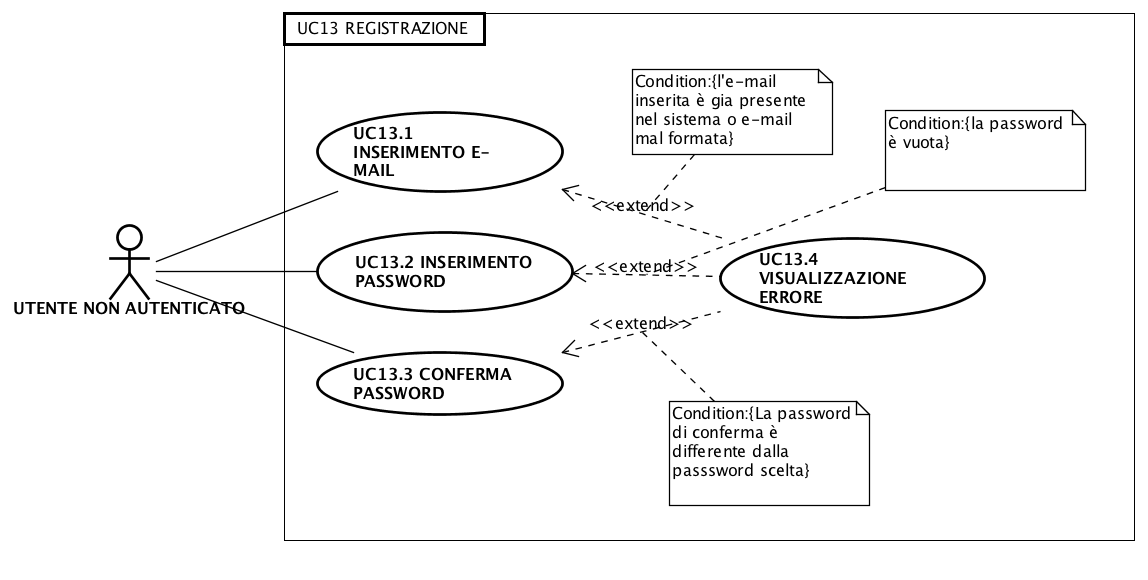 UC13 REGISTRAZIONE
Condition:{l'e-mail
inserita è gia presente
nel sistema o e-mail
mal formata}
Condition:{la password
è vuota}
UC13.1
INSERIMENTO E-
MAIL
<<extend>>
UC13.2 INSERIMENTO
PASSWORD
<<extend>>
UC13.4
VISUALIZZAZIONE
ERRORE
UTENTE NON AUTENTICATO
<<extend>>
UC13.3 CONFERMA
PASSWORD
Condition:{La password
di conferma è
differente dalla
passsword scelta}